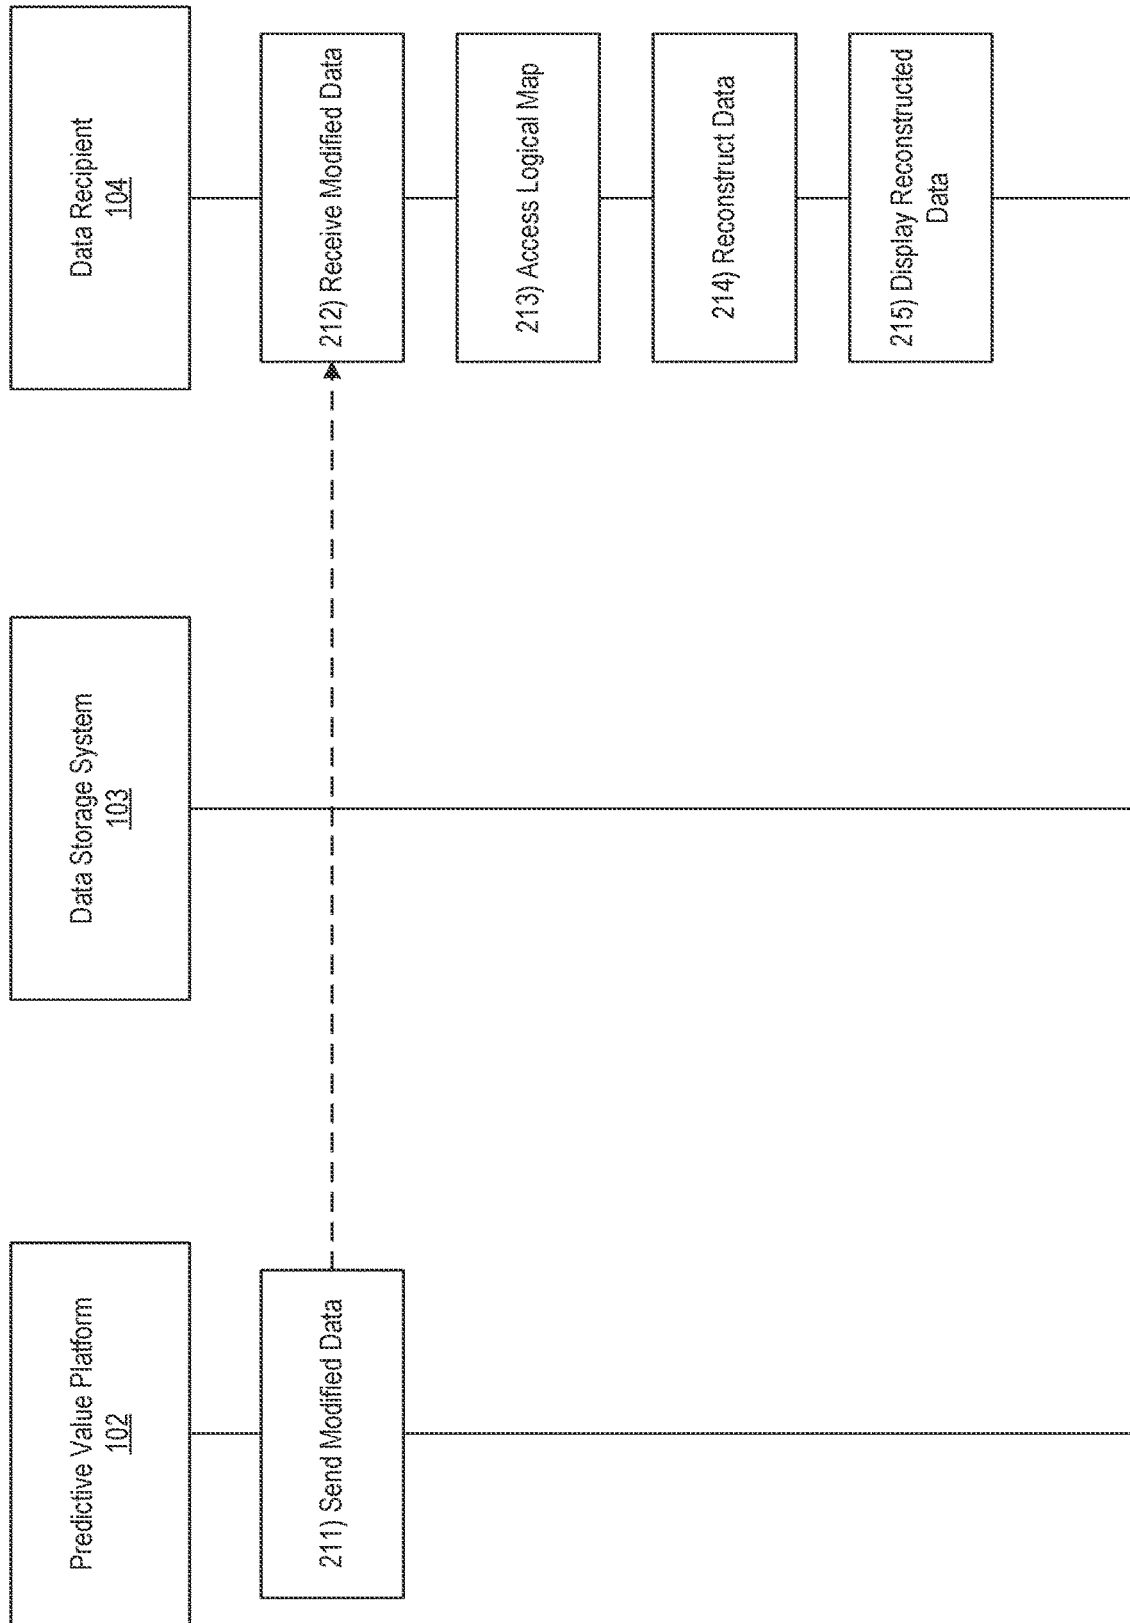 Predictive Value Platform
102
Data Storage System
103
Data Recipient
104
211) Send Modified Data
212) Receive Modified Data
213) Access Logical Map
214) Reconstruct Data
215) Display Reconstructed
Data